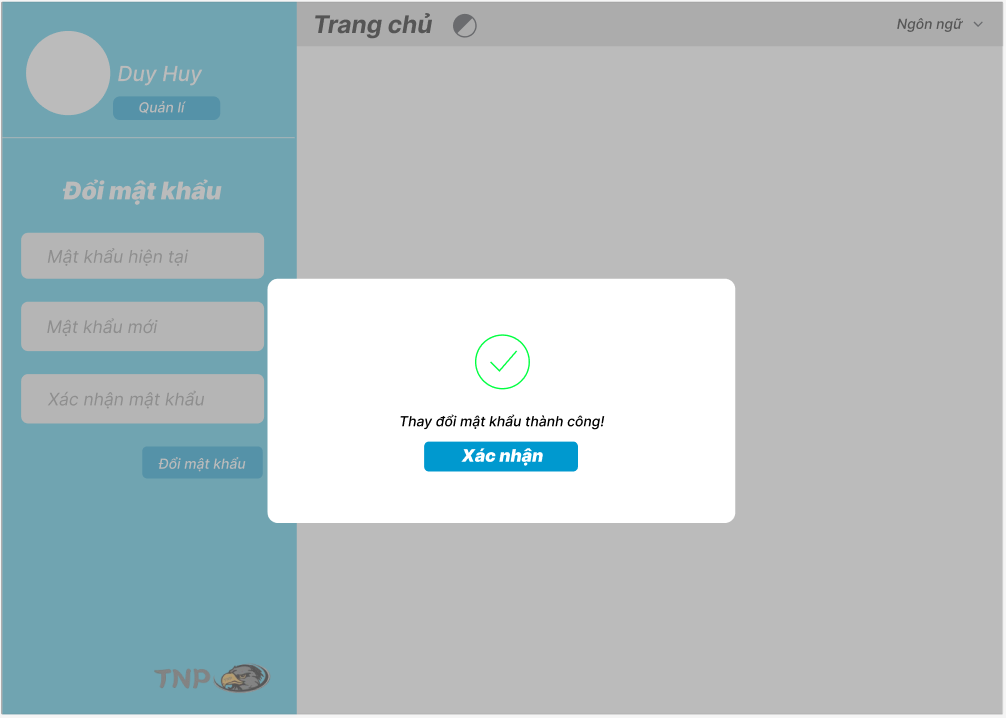 Trang chủ
Ngôn ngữ
Duy Huy
Quản lí
Đổi mật khẩu
Mật khẩu hiện tại
Mật khẩu mới
Xác nhận mật khẩu
Đổi mật khẩu
Thay đổi mật khẩu thành công!
Xác nhận
TNP